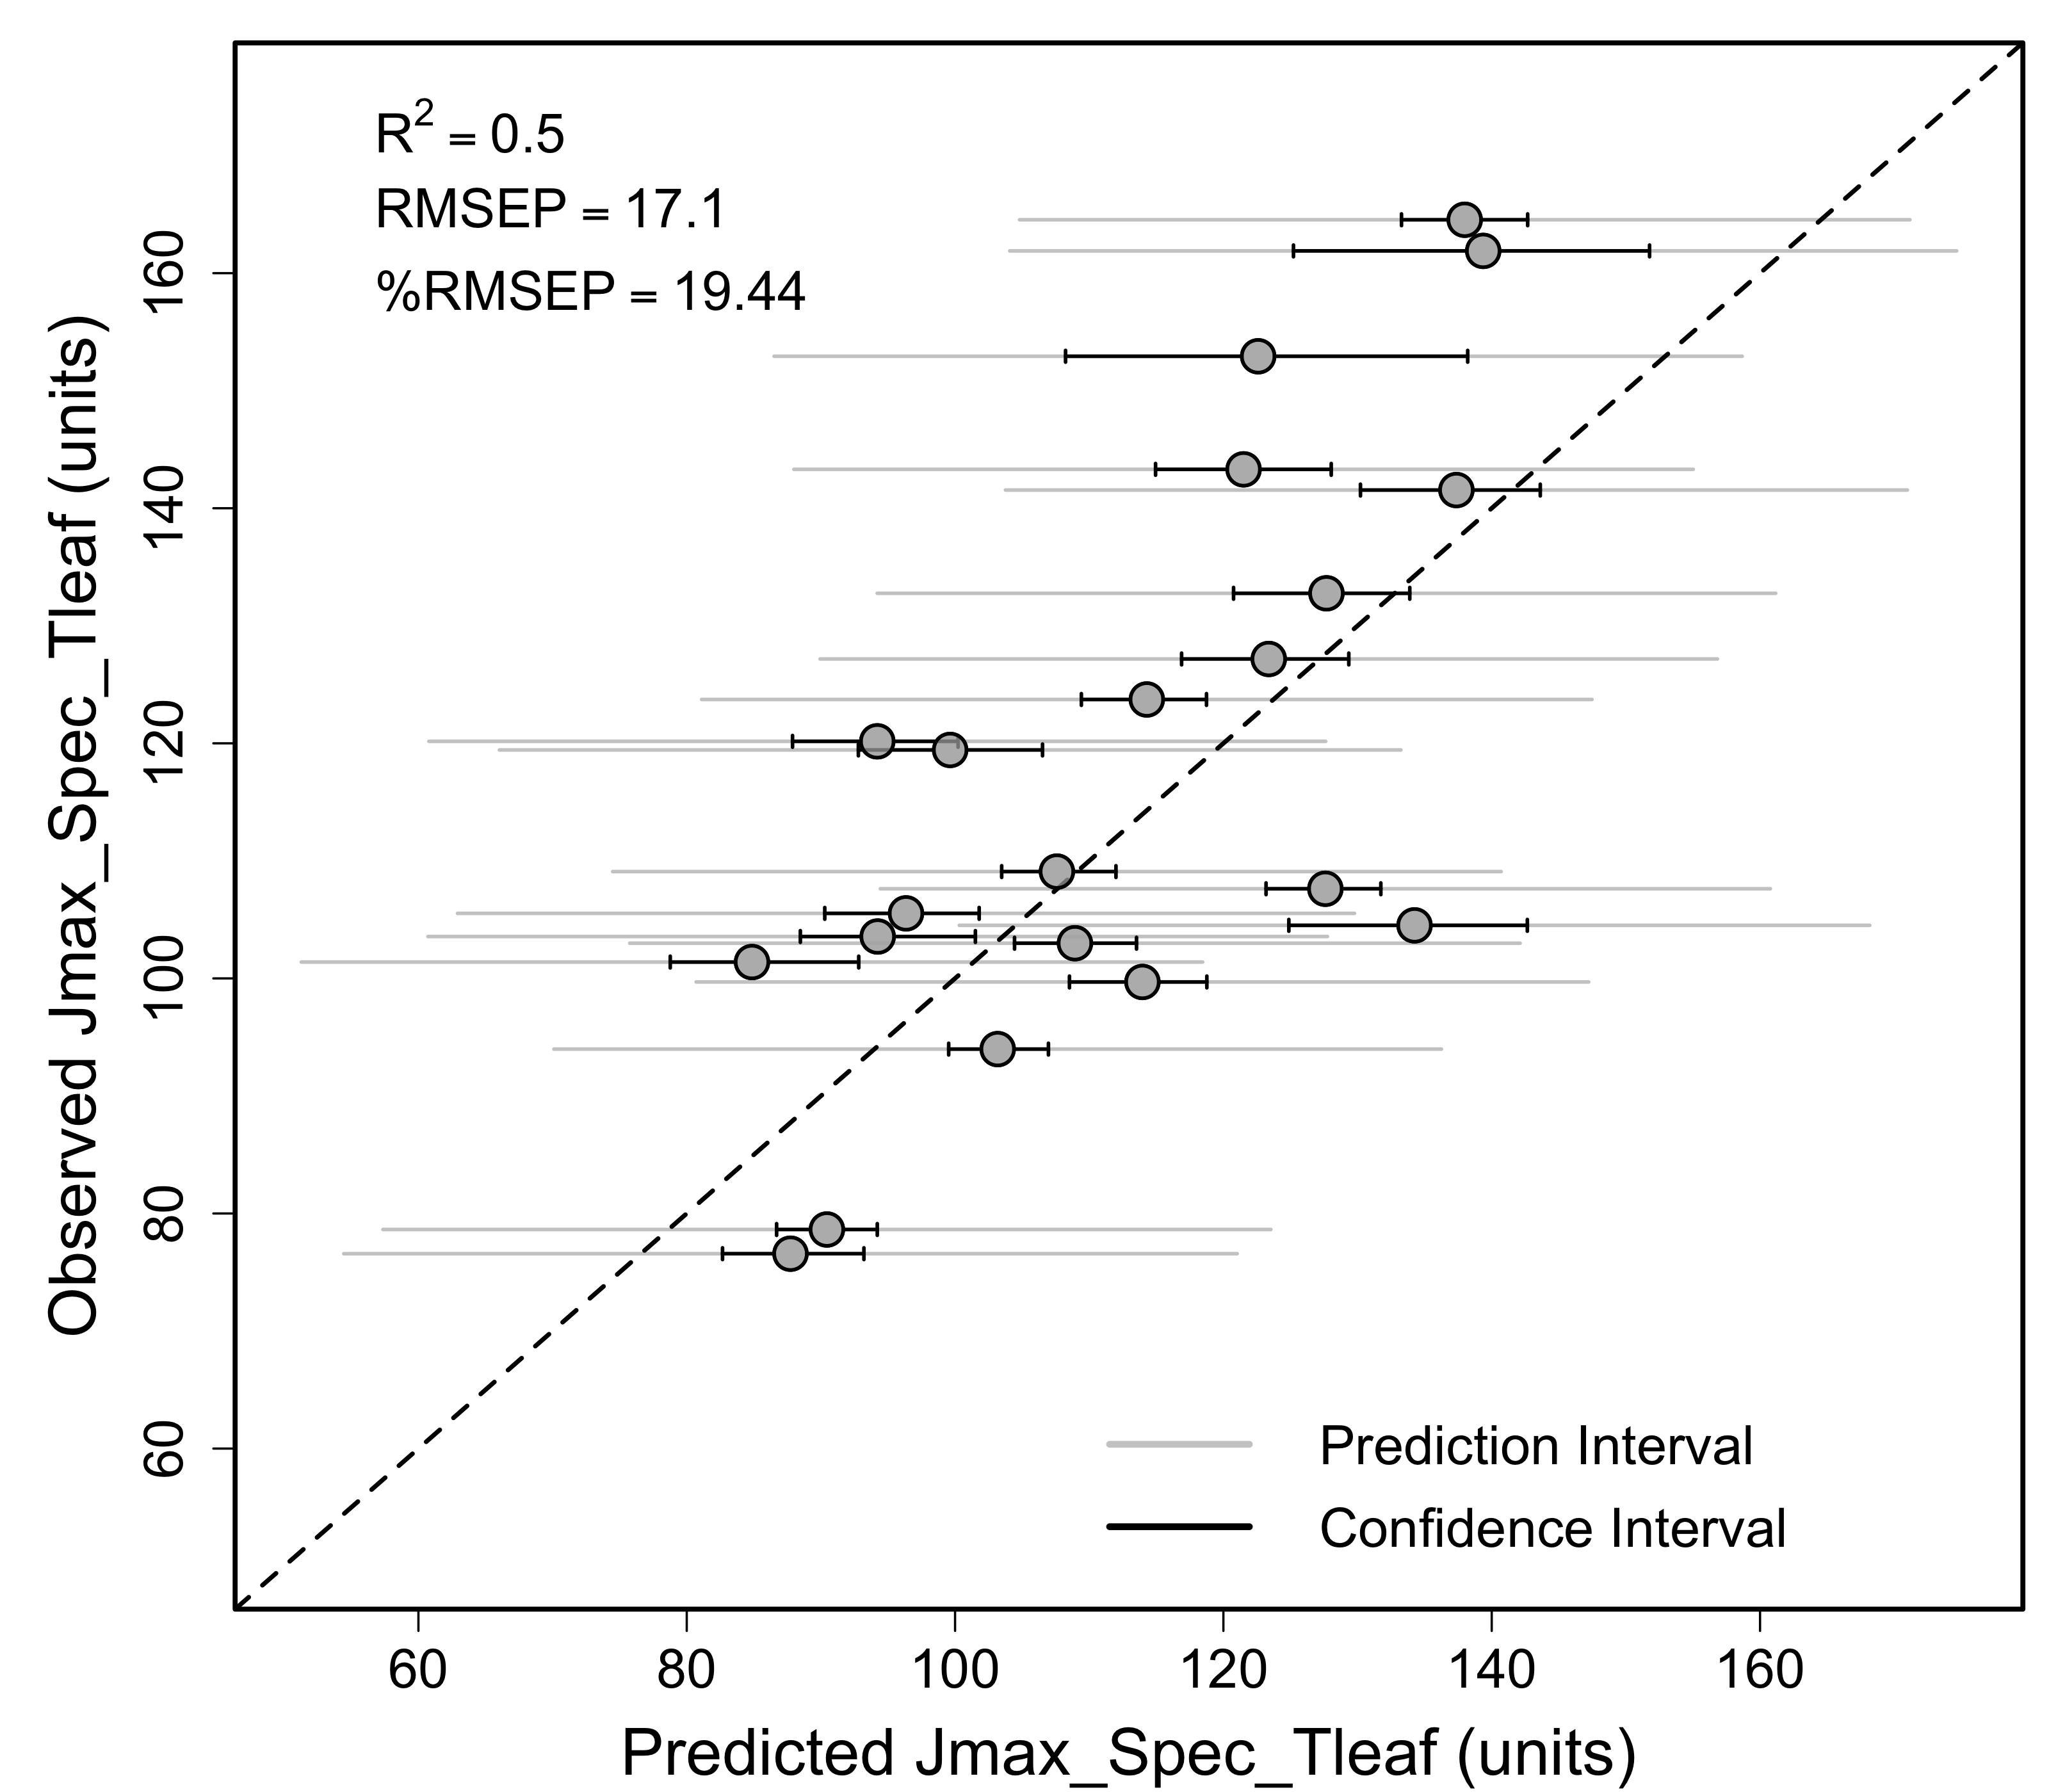 R² = 0.5
RMSEP = 17.1
%RMSEP = 19.44
Observed Jmax_Spec_Tleaf (units)
160
140
120
100
80
60
Prediction Interval
Confidence Interval
60 80 100 120 140 160
Predicted Jmax_Spec_Tleaf (units)